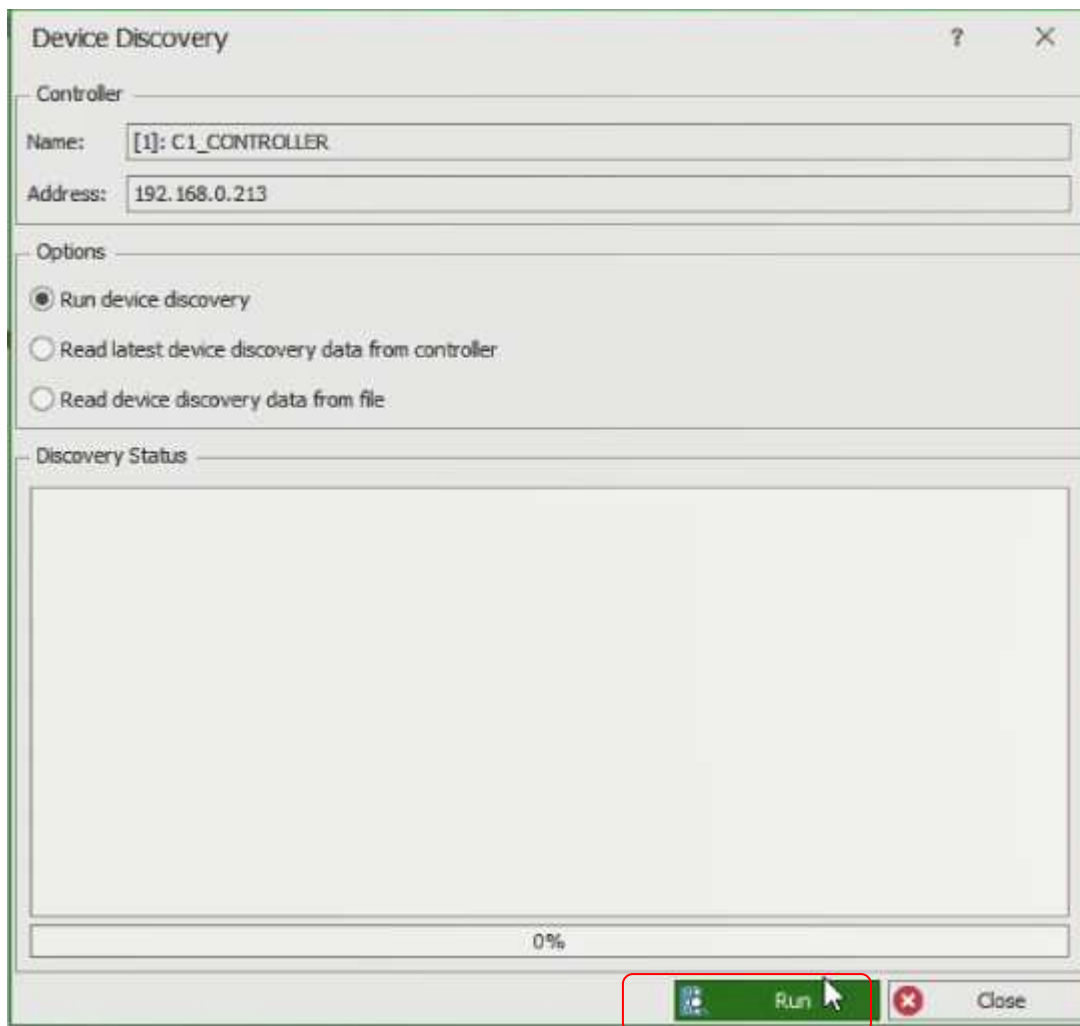 Device Discovery ? X
Controller
Name: [1]: C1_CONTROLLER
Address: 192.168.0.213
Options
Run device discovery
Read latest device discovery data from controller
Read device discovery data from file
Discovery Status
0%
Run Close